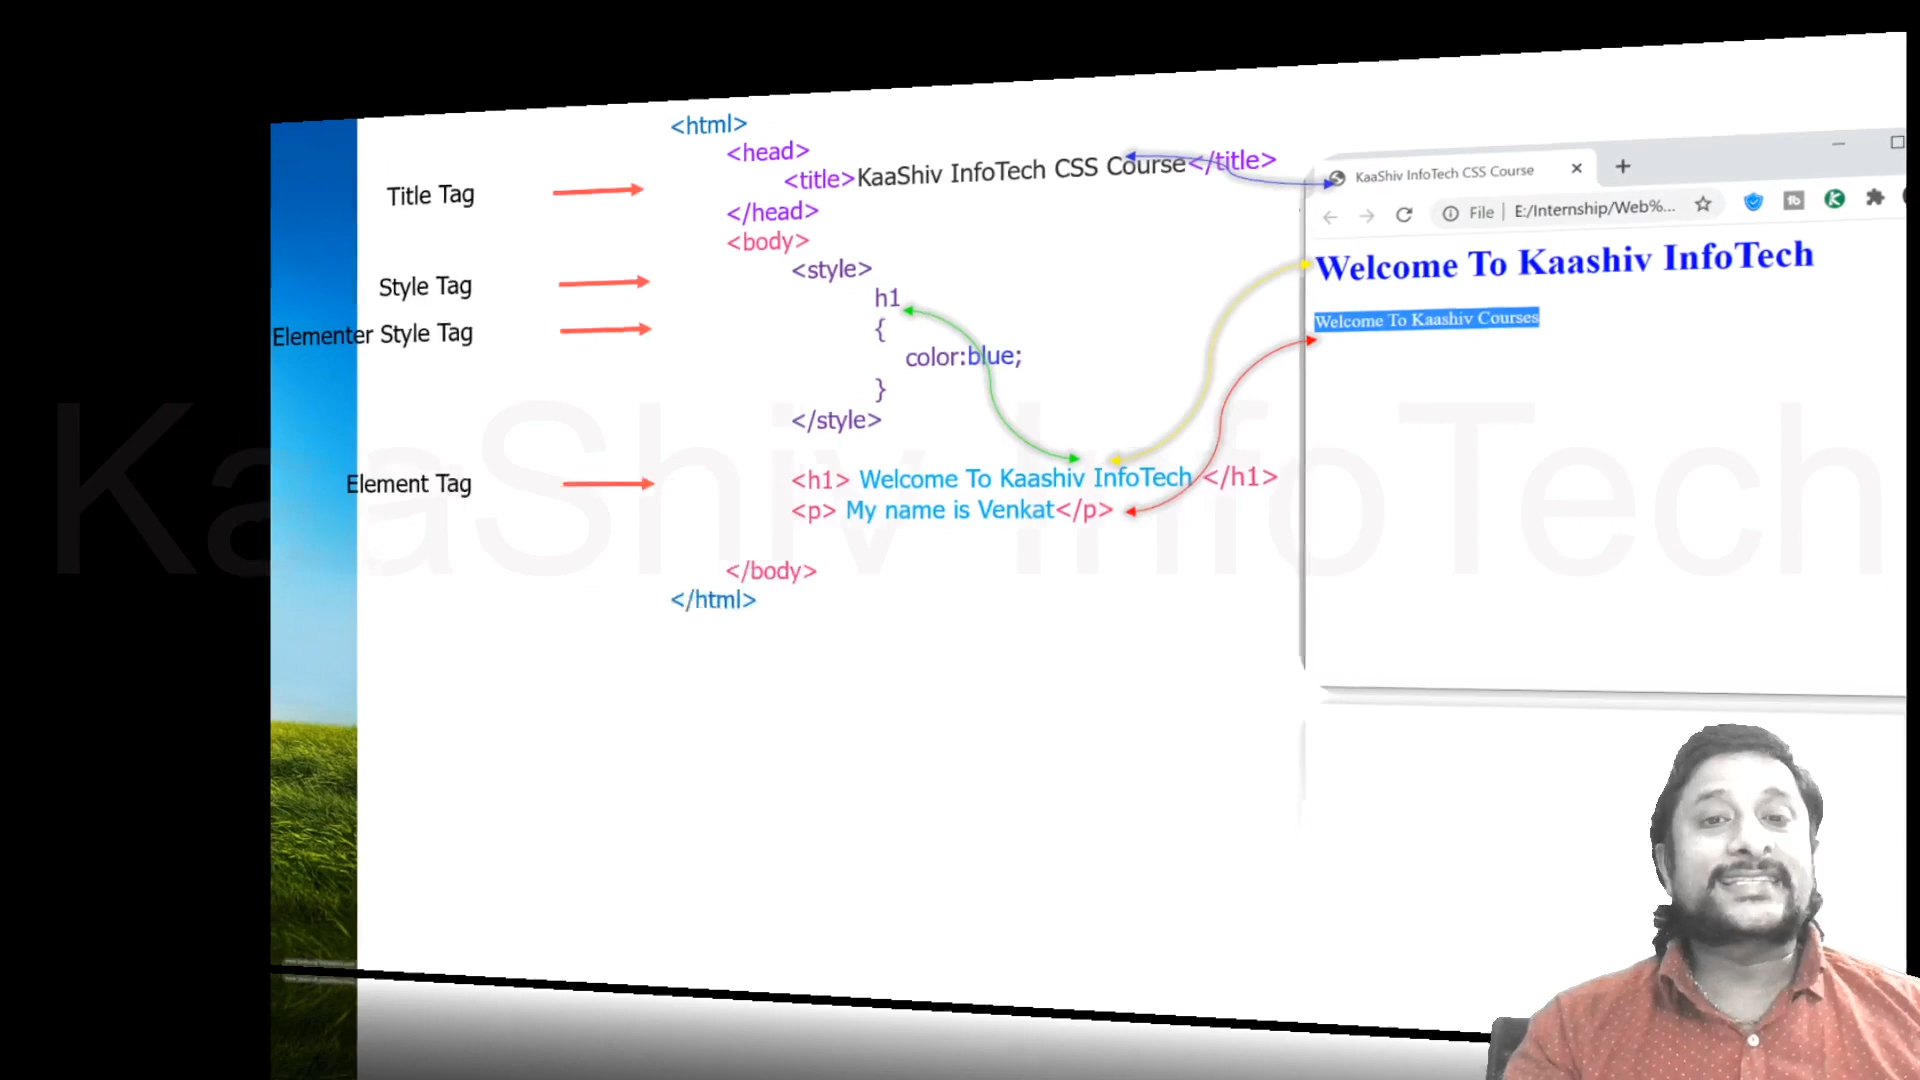 <html>
<head>
Title Tag
<title>KaaShiv InfoTech CSS Course</title>
</head>
<body>
Style Tag
<style>
h1
Elementer Style Tag
{
color:blue;
}
</style>
Element Tag
<h1> Welcome To Kaashiv InfoTech </h1>
<p> My name is Venkat</p>
</body>
</html>
KaaShiv InfoTech CSS Course
File | E:/Internship/Web%...
Welcome To Kaashiv InfoTech
Welcome To Kaashiv Courses
KaaShiv InfoTech